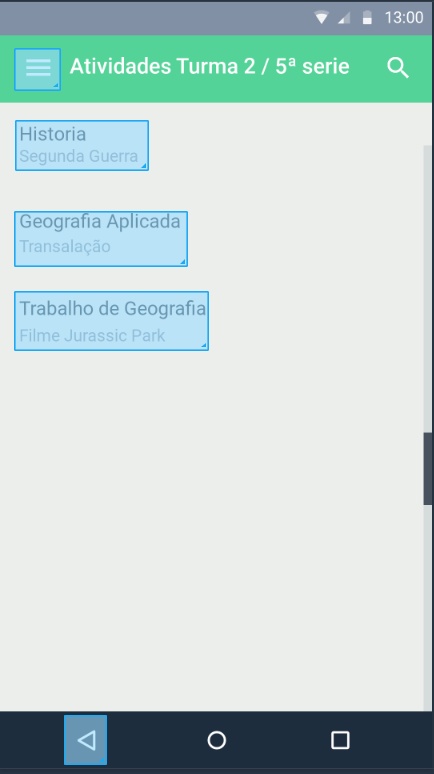 13:00
Atividades Turma 2 / 5ª serie
Historia
Segunda Guerra
Geografia Aplicada
Transalação
Trabalho de Geografia
Filme Jurassic Park